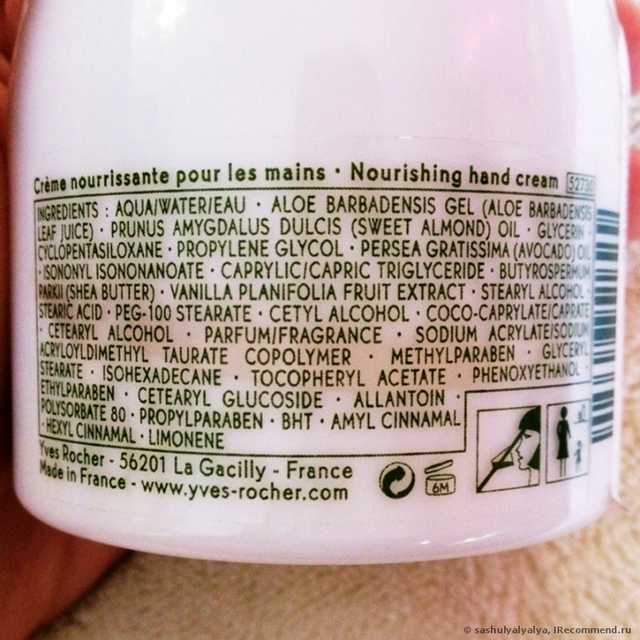 Crème nourrissante pour les mains · Nourishing hand cream
INGREDIENTS : AQUA/WATER/EAU · ALOE BARBADENSIS GEL (ALOE BARBADENSIS
LEAF JUICE) · PRUNUS AMYGDALUS DULCIS (SWEET ALMOND) OIL · GLYCERIN ·
CYCLOPENTASILOXANE · PROPYLENE GLYCOL · PERSEA GRATISSIMA (AVOCADO) OIL
· ISONONYL ISONONANOATE · CAPRYLIC/CAPRIC TRIGLYCERIDE · BUTYROSPERMUM
PARKII (SHEA BUTTER) · VANILLA PLANIFOLIA FRUIT EXTRACT · STEARYL ALCOHOL ·
STEARIC ACID · PEG-100 STEARATE · CETYL ALCOHOL · COCO-CAPRYLATE/CAPRATE
· CETEARYL ALCOHOL · PARFUM/FRAGRANCE · SODIUM ACRYLATE/SODIUM
ACRYLOYLDIMETHYL TAURATE COPOLYMER · METHYLPARABEN · GLYCERYL
STEARATE · ISOHEXADECANE · TOCOPHERYL ACETATE · PHENOXYETHANOL ·
ETHYLPARABEN · CETEARYL GLUCOSIDE · ALLANTOIN ·
POLYSORBATE 80 · PROPYLPARABEN · BHT · AMYL CINNAMAL
· HEXYL CINNAMAL · LIMONENE
Yves Rocher - 56201 La Gacilly - France
Made in France - www.yves-rocher.com
6M
© sashulyalyalya, IRecommend.ru